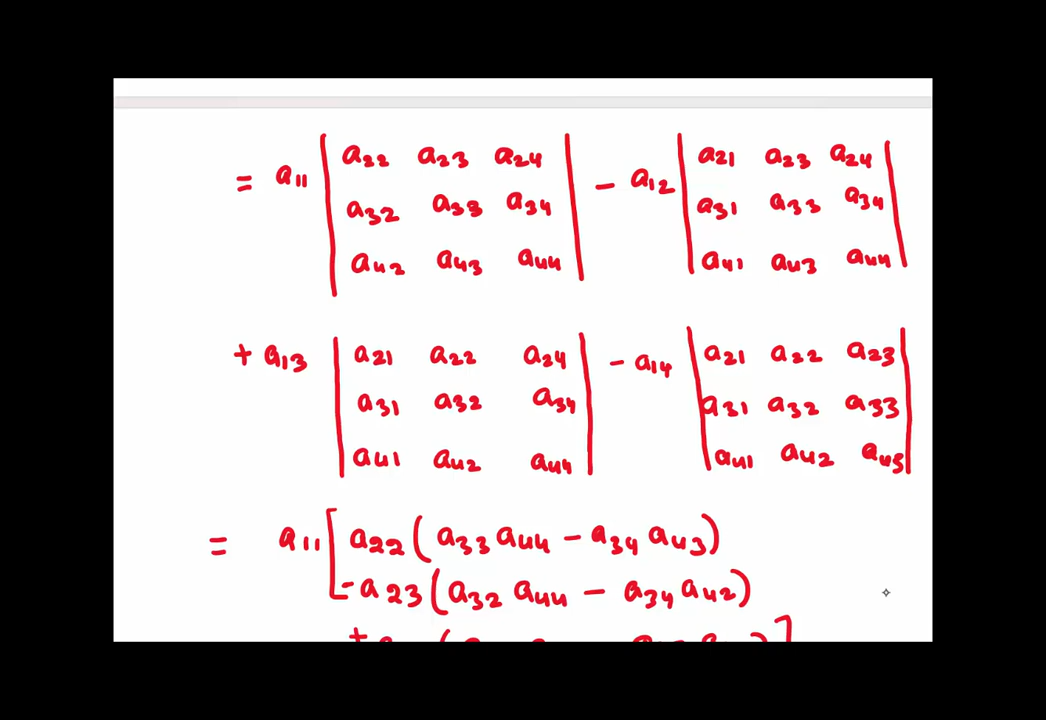 = a11 | a22 a23 a24 | - a12 | a21 a23 a24 |
| a32 a33 a34 | | a31 a33 a34 |
| a42 a43 a44 | | a41 a43 a44 |
+ a13 | a21 a22 a24 | - a14 | a21 a22 a23 |
| a31 a32 a34 | | a31 a32 a33 |
| a41 a42 a44 | | a41 a42 a43 |
= a11 [ a22 ( a33 a44 - a34 a43 )
- a23 ( a32 a44 - a34 a42 )